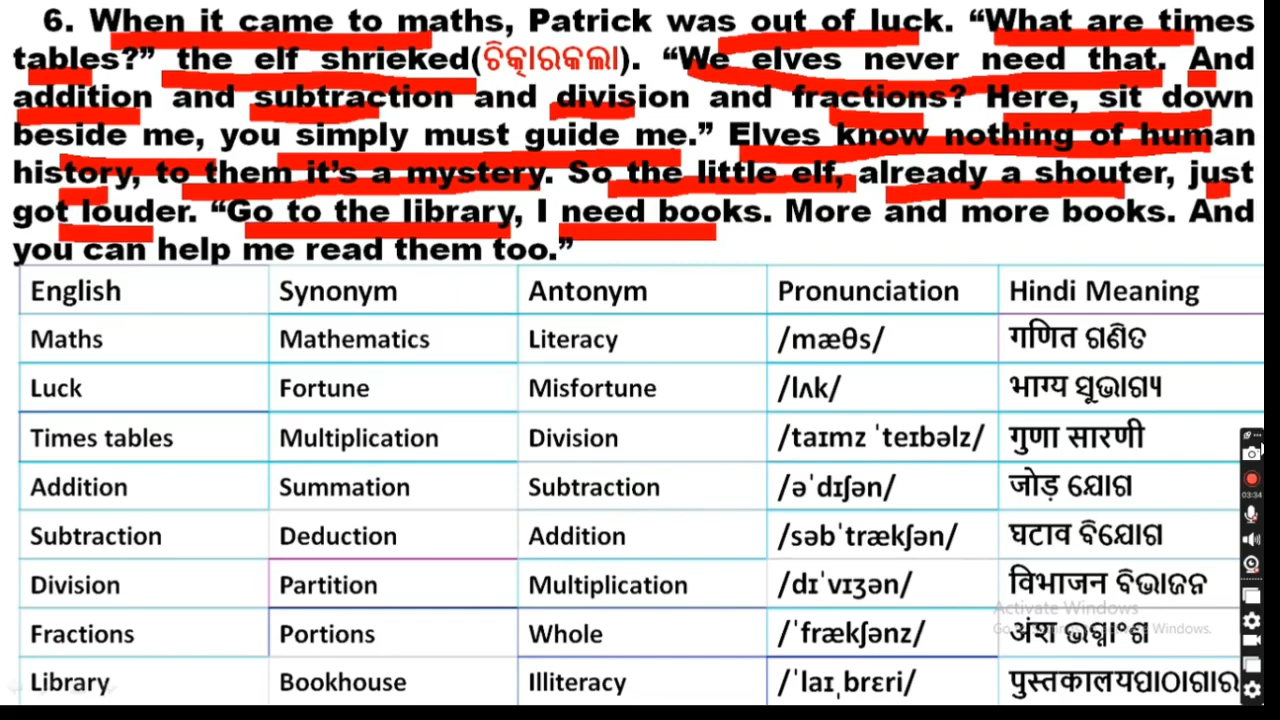 6. When it came to maths, Patrick was out of luck. “What are times
tables?” the elf shrieked(ଚିତ୍କାରକଲା). “We elves never need that. And
addition and subtraction and division and fractions? Here, sit down
beside me, you simply must guide me.” Elves know nothing of human
history, to them it’s a mystery. So the little elf, already a shouter, just
got louder. “Go to the library, I need books. More and more books. And
you can help me read them too.”
English Synonym Antonym Pronunciation Hindi Meaning
Maths Mathematics Literacy /mæθs/ गणित ଗଣିତ
Luck Fortune Misfortune /lʌk/ भाग्य ସୁଭାଗ୍ୟ
Times tables Multiplication Division /taɪmz ˈteɪbəlz/ गुणा सारणी
Addition Summation Subtraction /əˈdɪʃən/ जोड़ ଯୋଗ
Subtraction Deduction Addition /səbˈtrækʃən/ घटाव ବିଯୋଗ
Division Partition Multiplication /dɪˈvɪʒən/ विभाजन ବିଭାଜନ
Activate Windows
Fractions Portions Whole /ˈfrækʃənz/ अंश ଭଗ୍ନାଂଶ
Windows.
Library Bookhouse Illiteracy /ˈlaɪˌbrɛri/ पुस्तकालयପାଠାଗାର
03:34